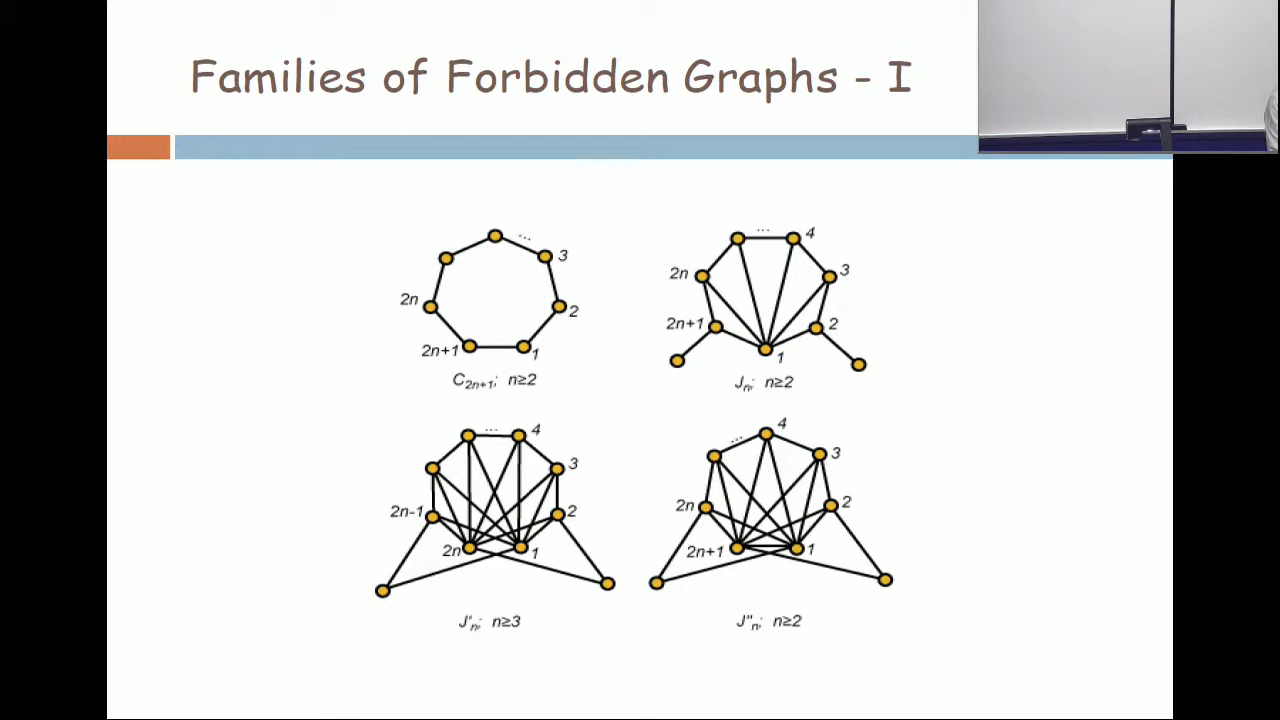 Families of Forbidden Graphs - I
...
3
2n
2
2n+1
1
C2n+1; n≥2
...
4
2n
3
2n+1
2
1
Jn; n≥2
...
4
3
2n-1
2
2n
1
J'n; n≥3
4
...
3
2n
2
2n+1
1
J"n; n≥2